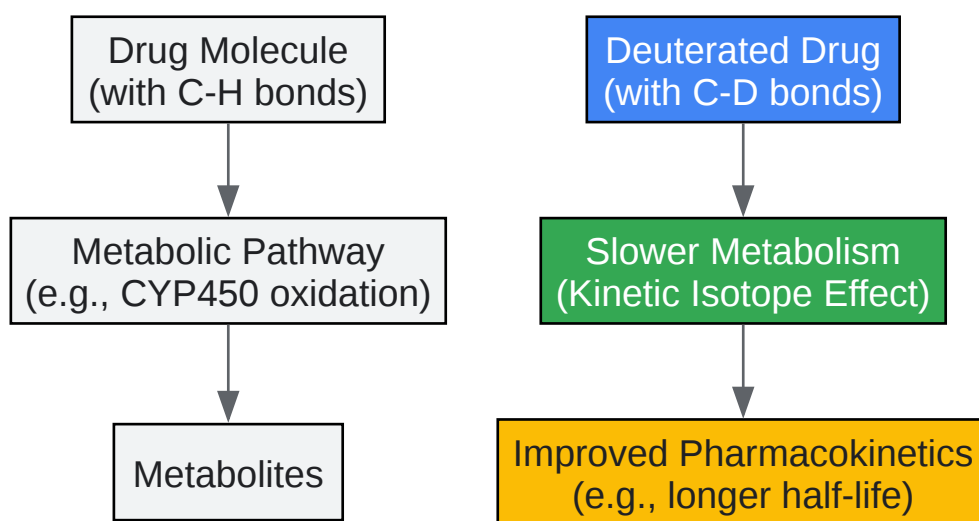 Drug Molecule
(with C-H bonds)
Metabolic Pathway
(e.g., CYP450 oxidation)
Metabolites
Deuterated Drug
(with C-D bonds)
Slower Metabolism
(Kinetic Isotope Effect)
Improved Pharmacokinetics
(e.g., longer half-life)